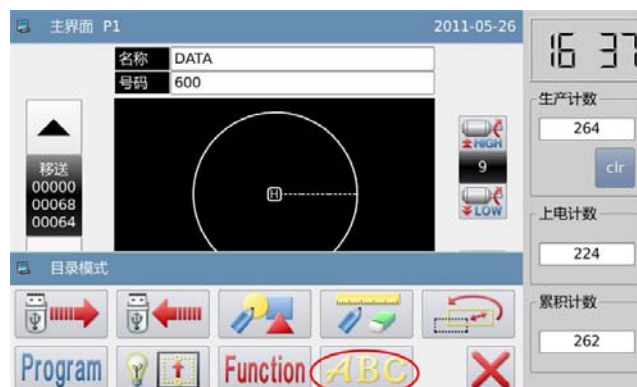 主界面 P1
2011-05-26
16 37
名称 DATA
号码 600
移送
00000
00068
00064
H
HIGH
9
LOW
生产计数
264
clr
上电计数
224
累积计数
262
目录模式
Program
Function
ABC